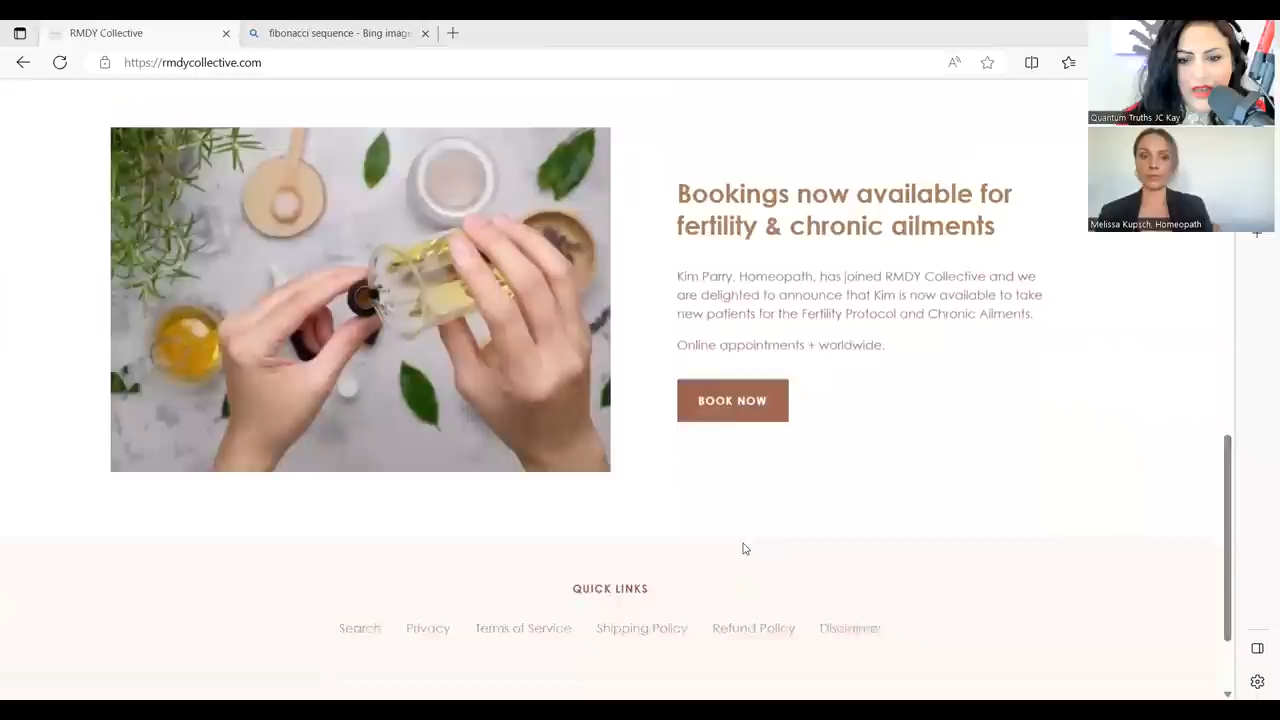 RMDY Collective
fibonacci sequence - Bing image
https://rmdycollective.com
Quantum Truths JC Kay
Melissa Kupsch, Homeopath
Bookings now available for
fertility & chronic ailments
Kim Parry, Homeopath, has joined RMDY Collective and we
are delighted to announce that Kim is now available to take
new patients for the Fertility Protocol and Chronic Ailments.
Online appointments + worldwide.
BOOK NOW
QUICK LINKS
Search Privacy Terms of Service Shipping Policy Refund Policy Disclaimer